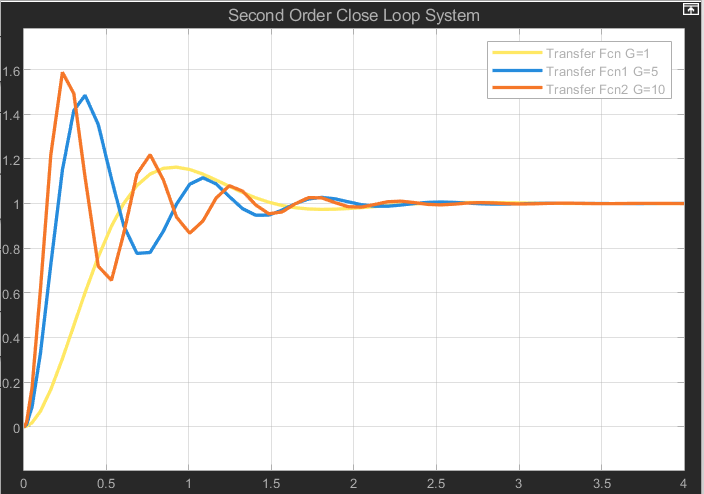 Second Order Close Loop System
Transfer Fcn G=1
Transfer Fcn1 G=5
Transfer Fcn2 G=10
1.6
1.4
1.2
1
0.8
0.6
0.4
0.2
0
0 0.5 1 1.5 2 2.5 3 3.5 4